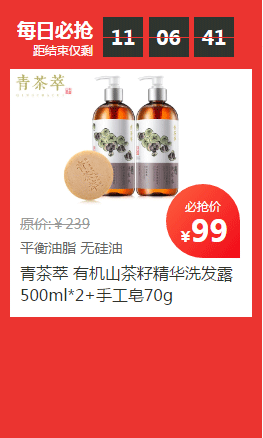 每日必抢
距结束仅剩
11 06 41
青茶萃
必抢价
¥99
原价:￥239
平衡油脂 无硅油
青茶萃 有机山茶籽精华洗发露
500ml*2+手工皂70g